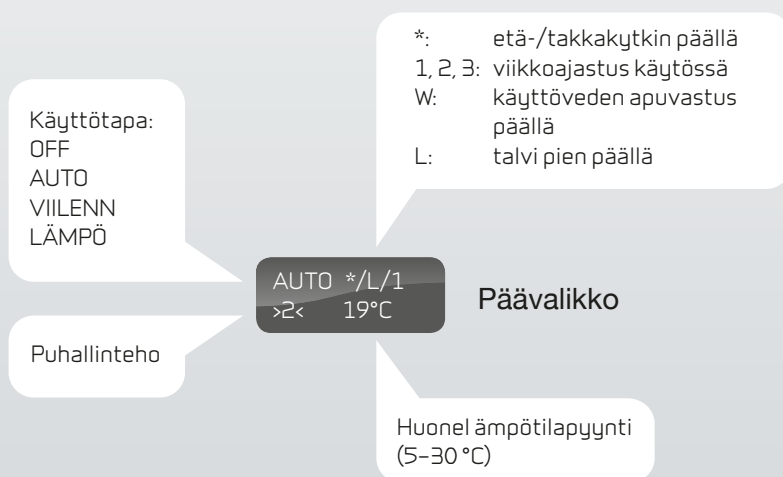 *: etä-/takkakytkin päällä
1, 2, 3: viikkoajastus käytössä
W: käyttöveden apuvastus
päällä
L: talvi pien päällä
Käyttötapa:
OFF
AUTO
VIILENN
LÄMPÖ
AUTO */L/1
>2< 19°C
Päävalikko
Puhallinteho
Huonel ämpötilapyynti
(5–30 °C)